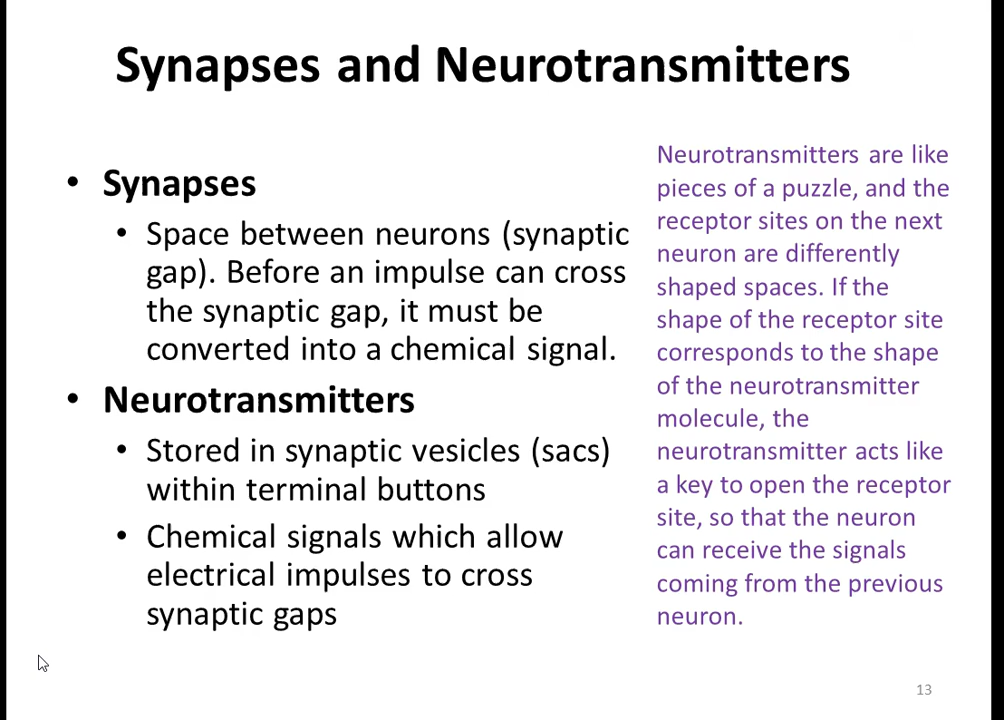 Synapses and Neurotransmitters
• Synapses
• Space between neurons (synaptic
gap). Before an impulse can cross
the synaptic gap, it must be
converted into a chemical signal.
• Neurotransmitters
• Stored in synaptic vesicles (sacs)
within terminal buttons
• Chemical signals which allow
electrical impulses to cross
synaptic gaps
Neurotransmitters are like
pieces of a puzzle, and the
receptor sites on the next
neuron are differently
shaped spaces. If the
shape of the receptor site
corresponds to the shape
of the neurotransmitter
molecule, the
neurotransmitter acts like
a key to open the receptor
site, so that the neuron
can receive the signals
coming from the previous
neuron.
13